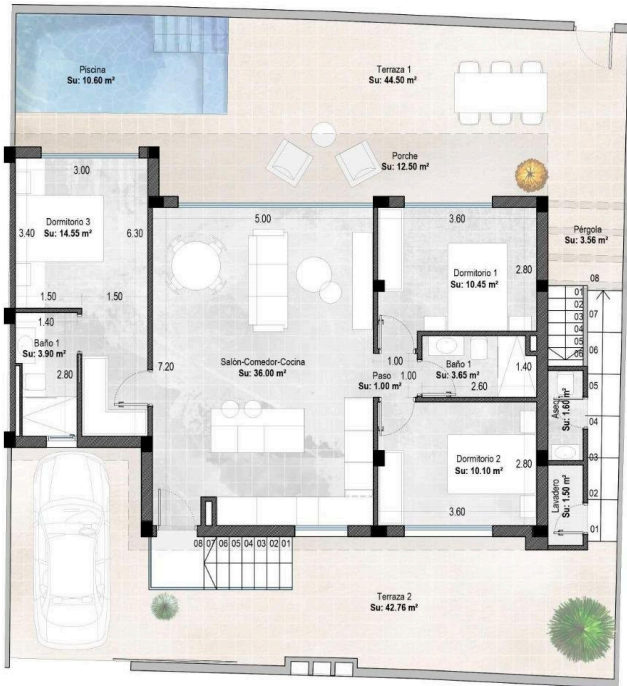 Piscina
Su: 10.60 m²
Terraza 1
Su: 44.50 m²
Porche
Su: 12.50 m²
3.00
5.00
3.60
Dormitorio 3
Su: 14.55 m²
3.40
6.30
Pérgola
Su: 3.56 m²
Dormitorio 1
Su: 10.45 m²
2.80
08
1.50
1.50
01
02
03
04
05
06
07
06
05
04
03
02
01
1.40
Baño 1
Su: 3.90 m²
2.80
7.20
Salón-Comedor-Cocina
Su: 36.00 m²
1.00
Paso
Su: 1.00 m²
1.00
Baño 1
Su: 3.65 m²
2.60
1.40
Su: 1.60 m²
Dormitorio 2
Su: 10.10 m²
2.80
3.60
Lavadero
Su: 1.50 m²
08 07 06 05 04 03 02 01
Terraza 2
Su: 42.76 m²